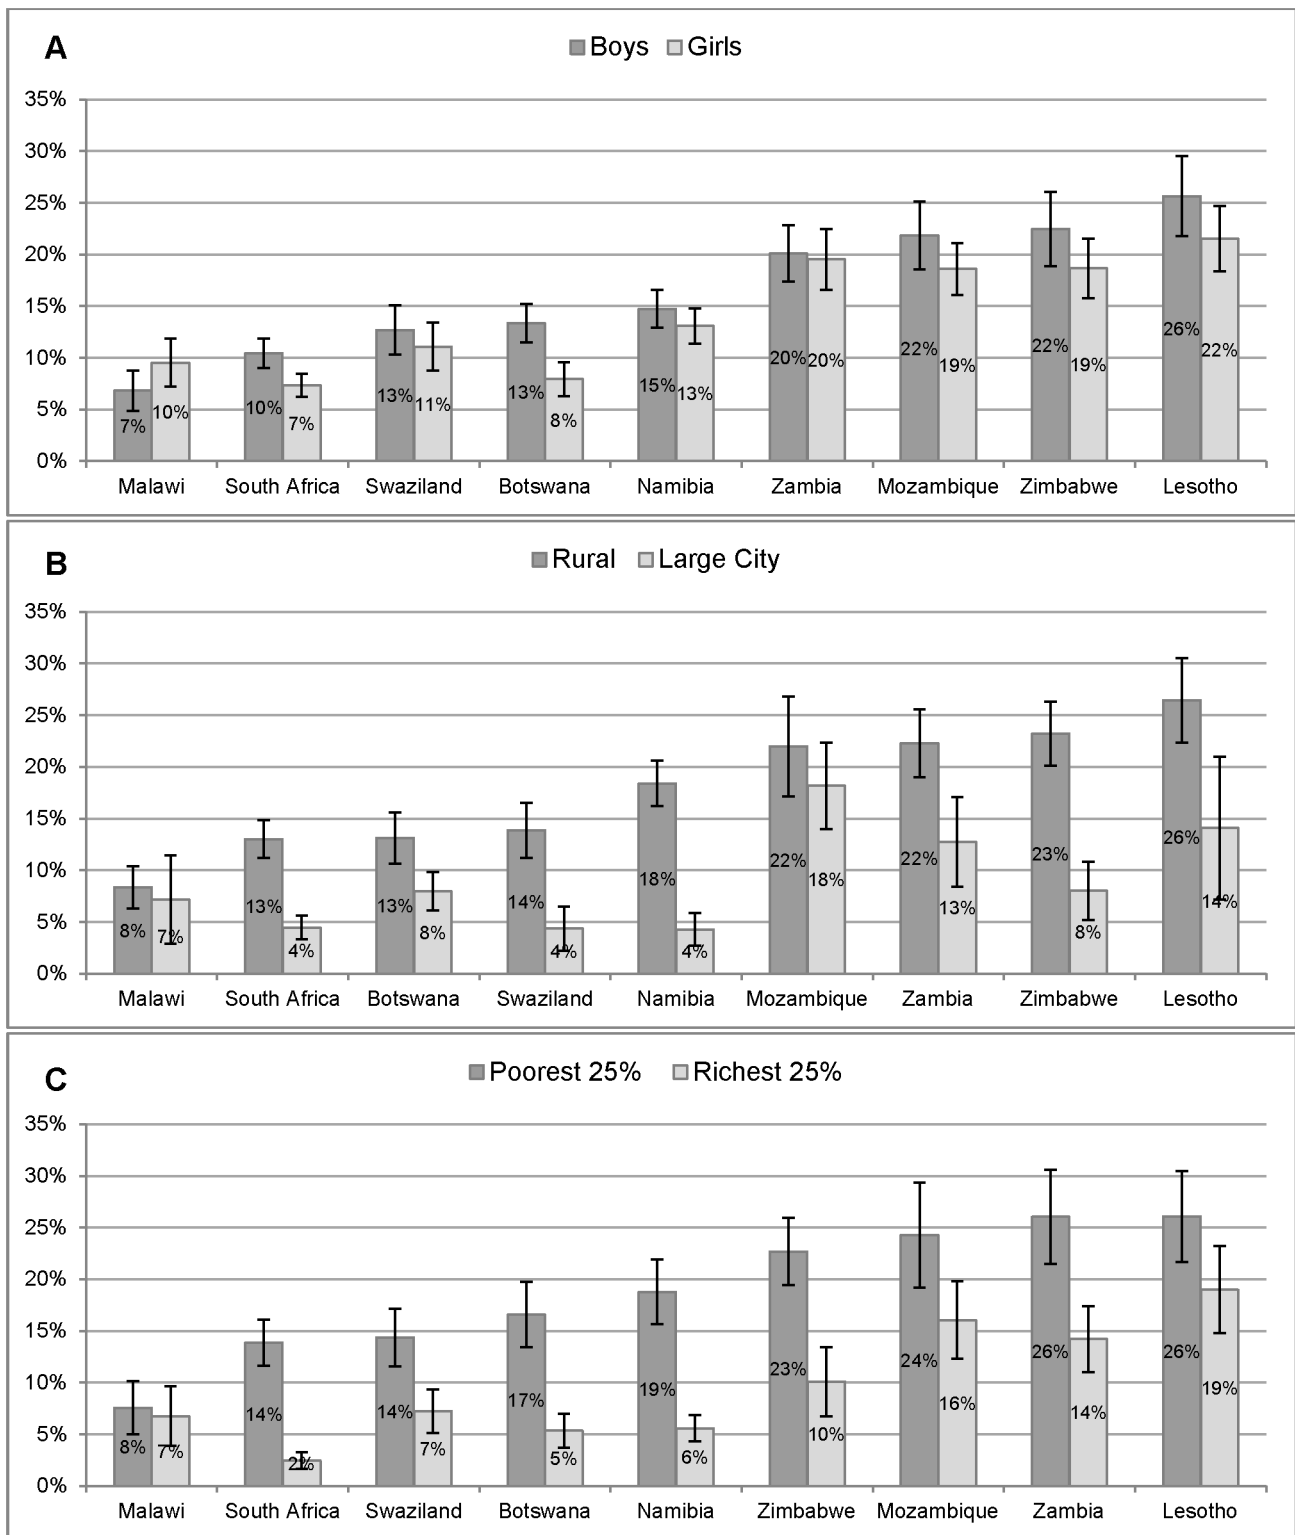 A
Boys Girls
35%
30%
25%
20%
15%
10%
5%
0%
7% 10% 10% 7% 13% 11% 13% 8% 15% 13% 20% 20% 22% 19% 22% 19% 26% 22%
Malawi South Africa Swaziland Botswana Namibia Zambia Mozambique Zimbabwe Lesotho
B
Rural Large City
35%
30%
25%
20%
15%
10%
5%
0%
8% 7% 13% 4% 13% 8% 14% 4% 18% 4% 22% 18% 22% 13% 23% 8% 26% 14%
Malawi South Africa Botswana Swaziland Namibia Mozambique Zambia Zimbabwe Lesotho
C
Poorest 25% Richest 25%
35%
30%
25%
20%
15%
10%
5%
0%
8% 7% 14% 2% 14% 7% 17% 5% 19% 6% 23% 10% 24% 16% 26% 14% 26% 19%
Malawi South Africa Swaziland Botswana Namibia Zimbabwe Mozambique Zambia Lesotho